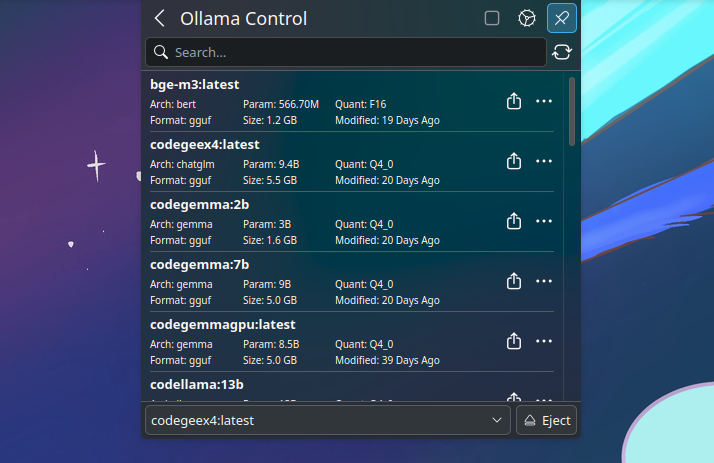 Ollama Control
Search...
bge-m3:latest
Arch: bert Param: 566.70M Quant: F16
Format: gguf Size: 1.2 GB Modified: 19 Days Ago
codegeex4:latest
Arch: chatglm Param: 9.4B Quant: Q4_0
Format: gguf Size: 5.5 GB Modified: 20 Days Ago
codegemma:2b
Arch: gemma Param: 3B Quant: Q4_0
Format: gguf Size: 1.6 GB Modified: 20 Days Ago
codegemma:7b
Arch: gemma Param: 9B Quant: Q4_0
Format: gguf Size: 5.0 GB Modified: 20 Days Ago
codegemmagpu:latest
Arch: gemma Param: 8.5B Quant: Q4_0
Format: gguf Size: 5.0 GB Modified: 39 Days Ago
codellama:13b
codegeex4:latest Eject